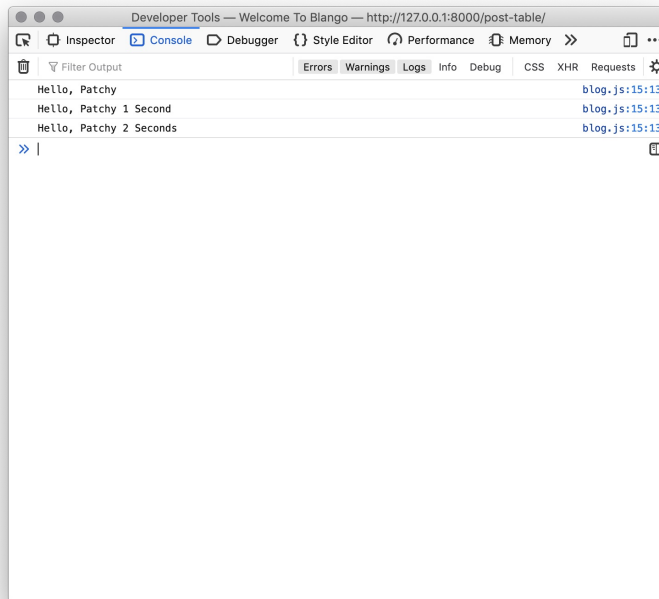 Developer Tools — Welcome To Blango — http://127.0.0.1:8000/post-table/
Inspector Console Debugger {} Style Editor Performance Memory
Filter Output Errors Warnings Logs Info Debug CSS XHR Requests
Hello, Patchy blog.js:15:13
Hello, Patchy 1 Second blog.js:15:13
Hello, Patchy 2 Seconds blog.js:15:13